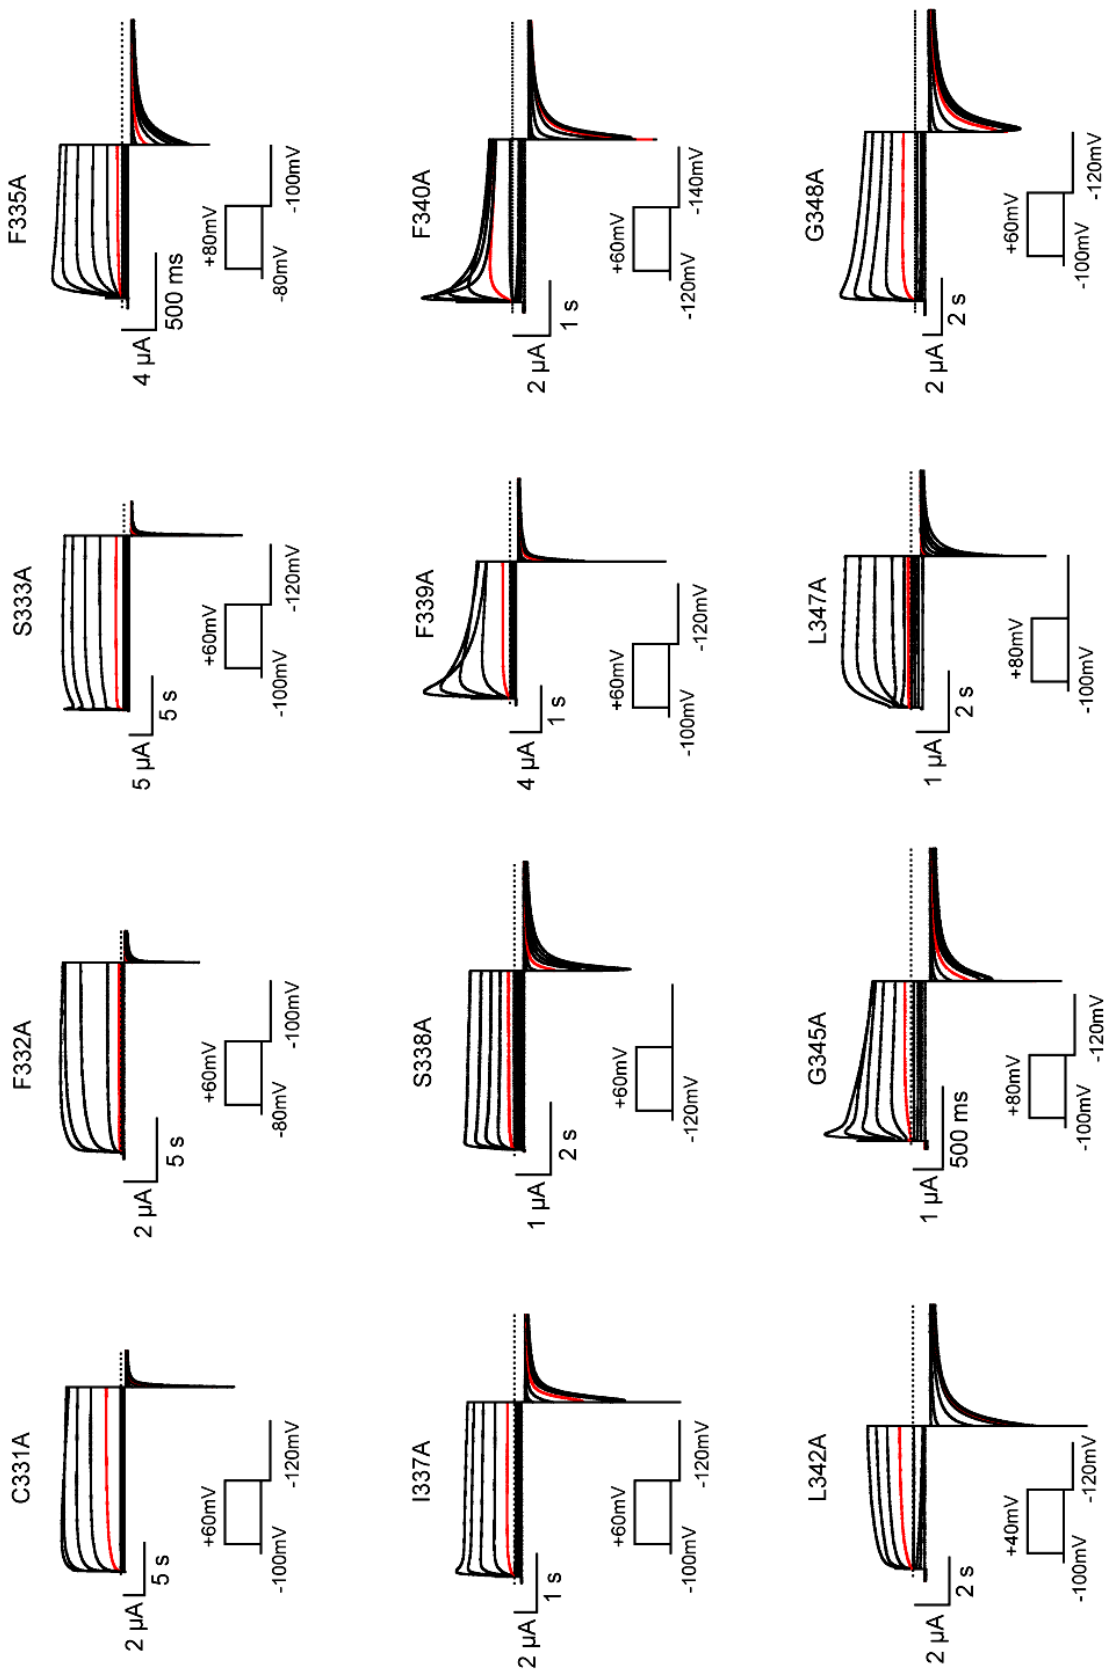 C331A
2 µA
5 s
+60mV
-100mV
-120mV
F332A
2 µA
5 s
+60mV
-80mV
-100mV
S333A
5 µA
5 s
+60mV
-100mV
-120mV
F335A
4 µA
500 ms
+80mV
-80mV
-100mV
I337A
2 µA
1 s
+60mV
-100mV
-120mV
S338A
1 µA
2 s
+60mV
-120mV
F339A
4 µA
1 s
+60mV
-100mV
-120mV
F340A
2 µA
1 s
+60mV
-120mV
-140mV
L342A
2 µA
2 s
+40mV
-100mV
-120mV
G345A
1 µA
500 ms
+80mV
-100mV
-120mV
L347A
1 µA
2 s
+80mV
-100mV
G348A
2 µA
2 s
+60mV
-100mV
-120mV